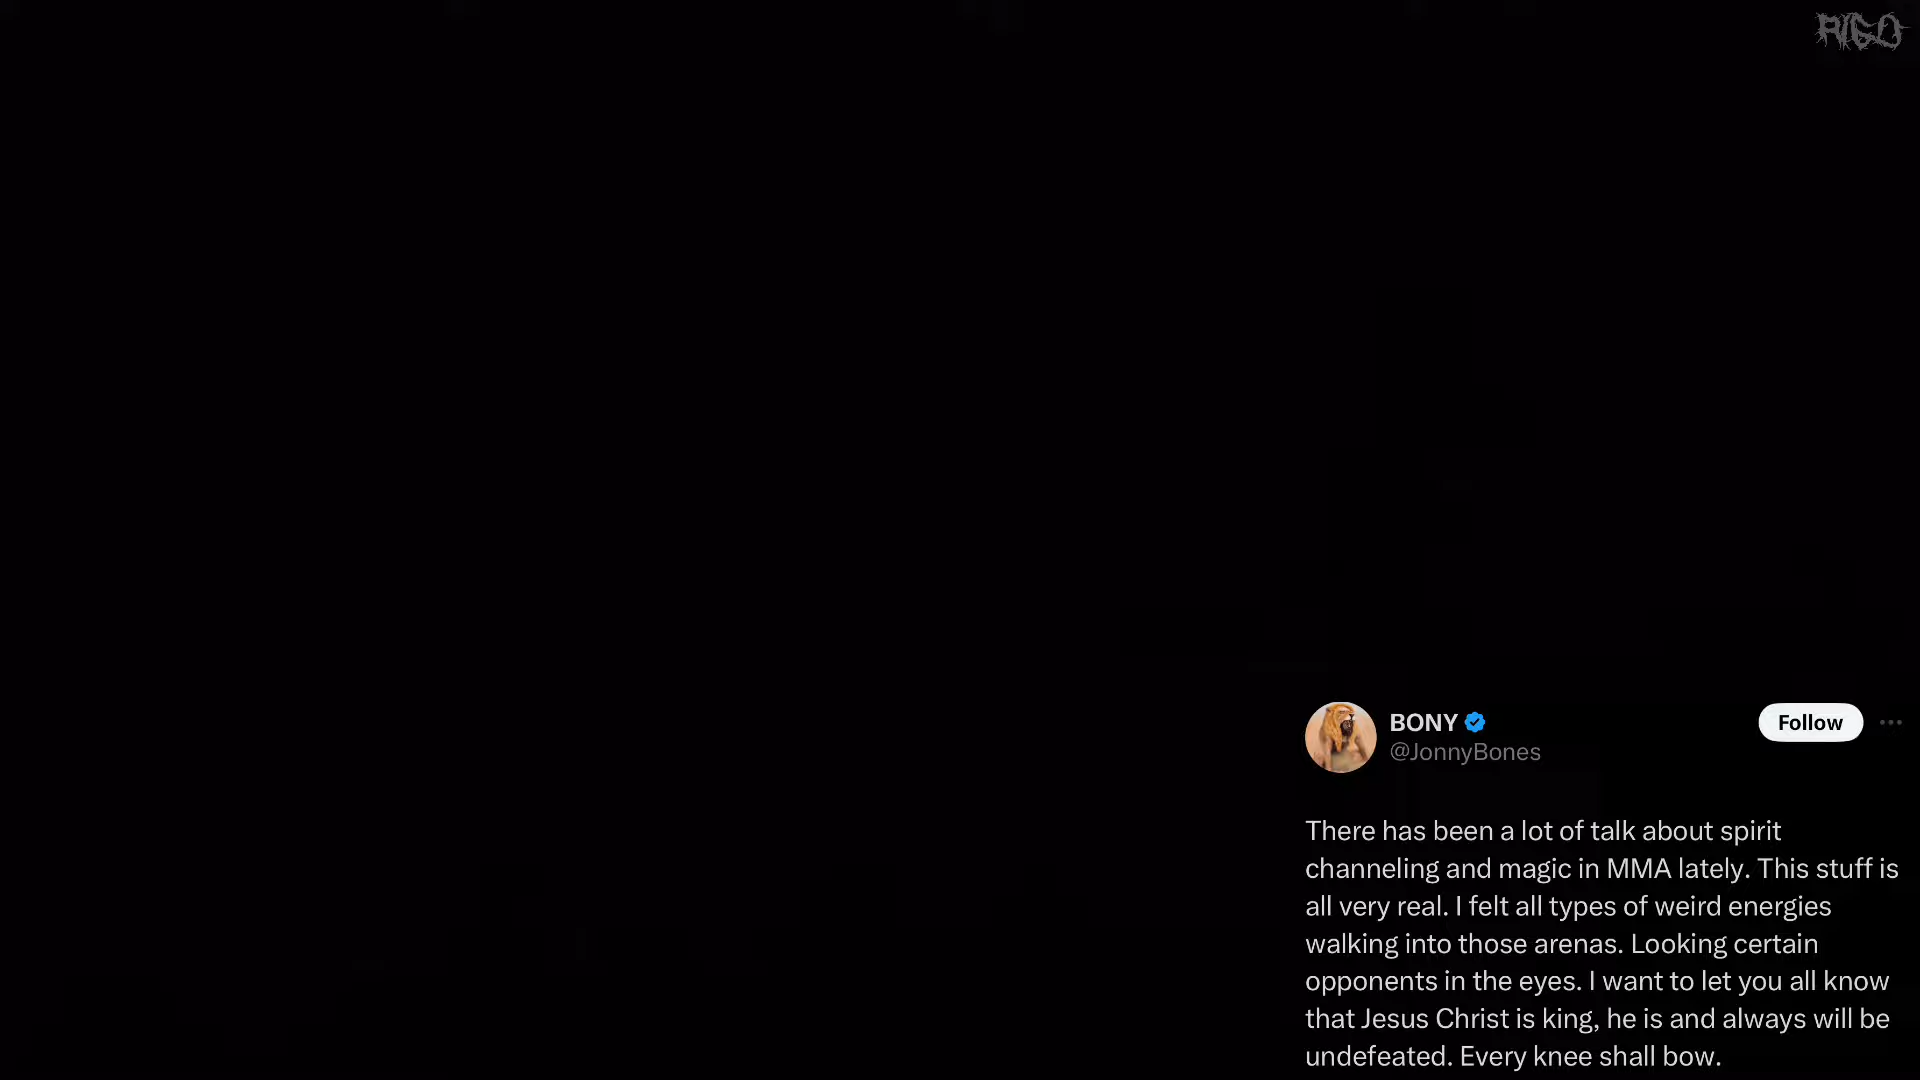 RIGO
BONY
@JonnyBones
Follow
There has been a lot of talk about spirit
channeling and magic in MMA lately. This stuff is
all very real. I felt all types of weird energies
walking into those arenas. Looking certain
opponents in the eyes. I want to let you all know
that Jesus Christ is king, he is and always will be
undefeated. Every knee shall bow.